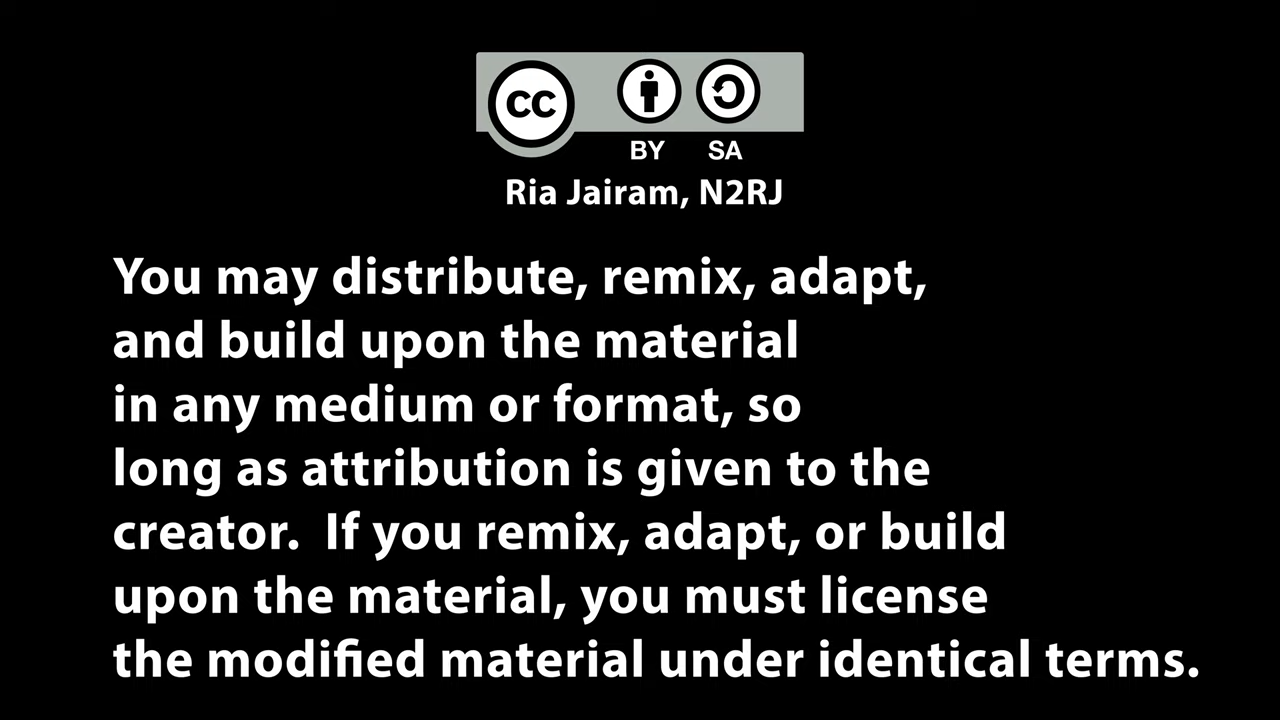 CC
BY SA
Ria Jairam, N2RJ
You may distribute, remix, adapt,
and build upon the material
in any medium or format, so
long as attribution is given to the
creator.  If you remix, adapt, or build
upon the material, you must license
the modified material under identical terms.